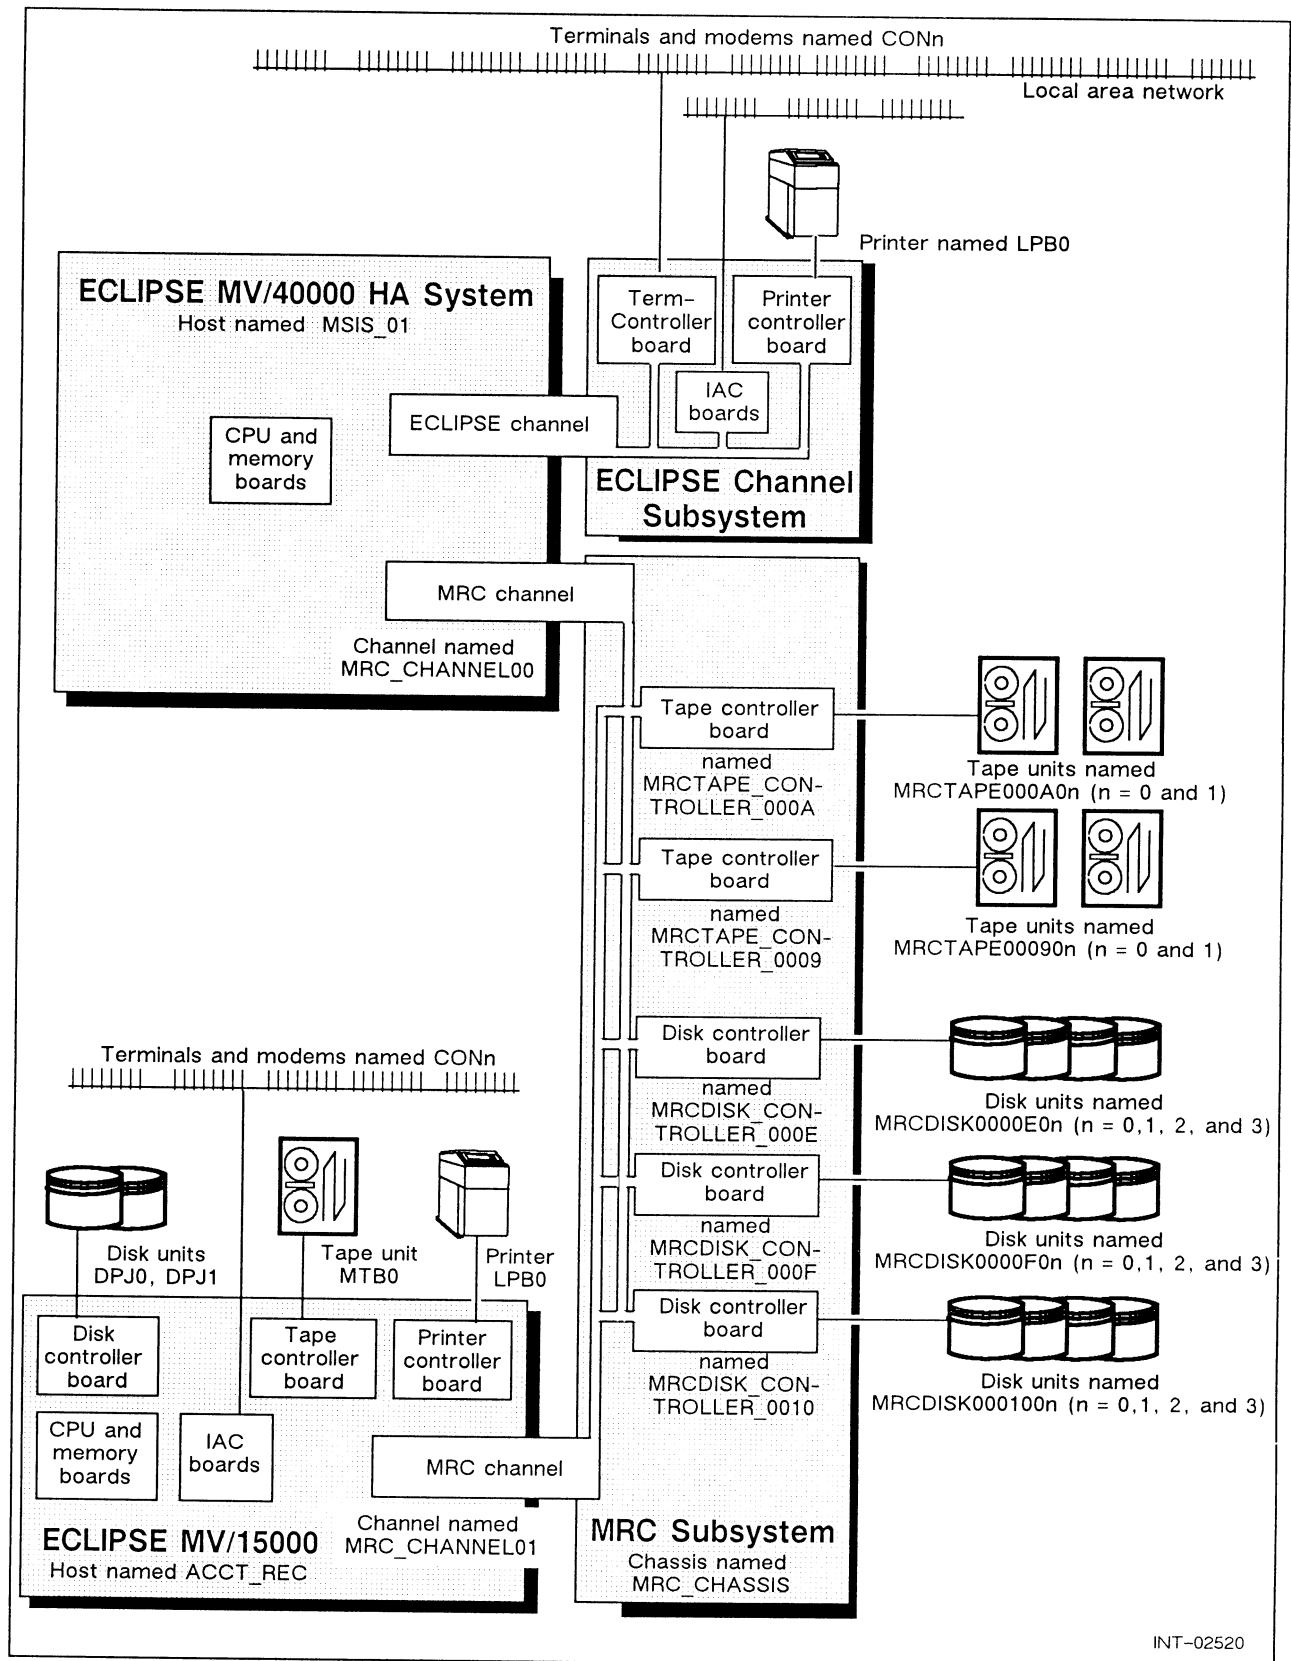 Terminals and modems named CONn
Local area network
Printer named LPB0
ECLIPSE MV/40000 HA System
Host named MSIS_01
Term-
Controller
board
Printer
controller
board
IAC
boards
ECLIPSE channel
CPU and
memory
boards
ECLIPSE Channel
Subsystem
MRC channel
Channel named
MRC_CHANNEL00
Tape controller
board
named
MRCTAPE_CON-
TROLLER_000A
Tape units named
MRCTAPE000A0n (n = 0 and 1)
Tape controller
board
named
MRCTAPE_CON-
TROLLER_0009
Tape units named
MRCTAPE00090n (n = 0 and 1)
Disk controller
board
named
MRCDISK_CON-
TROLLER_000E
Disk units named
MRCDISK0000E0n (n = 0,1, 2, and 3)
Disk controller
board
named
MRCDISK_CON-
TROLLER_000F
Disk units named
MRCDISK0000F0n (n = 0,1, 2, and 3)
Disk controller
board
named
MRCDISK_CON-
TROLLER_0010
Disk units named
MRCDISK000100n (n = 0,1, 2, and 3)
Terminals and modems named CONn
Disk units
DPJ0, DPJ1
Tape unit
MTB0
Printer
LPB0
Disk
controller
board
Tape
controller
board
Printer
controller
board
CPU and
memory
boards
IAC
boards
MRC channel
ECLIPSE MV/15000
Host named ACCT_REC
Channel named
MRC_CHANNEL01
MRC Subsystem
Chassis named
MRC_CHASSIS
INT-02520